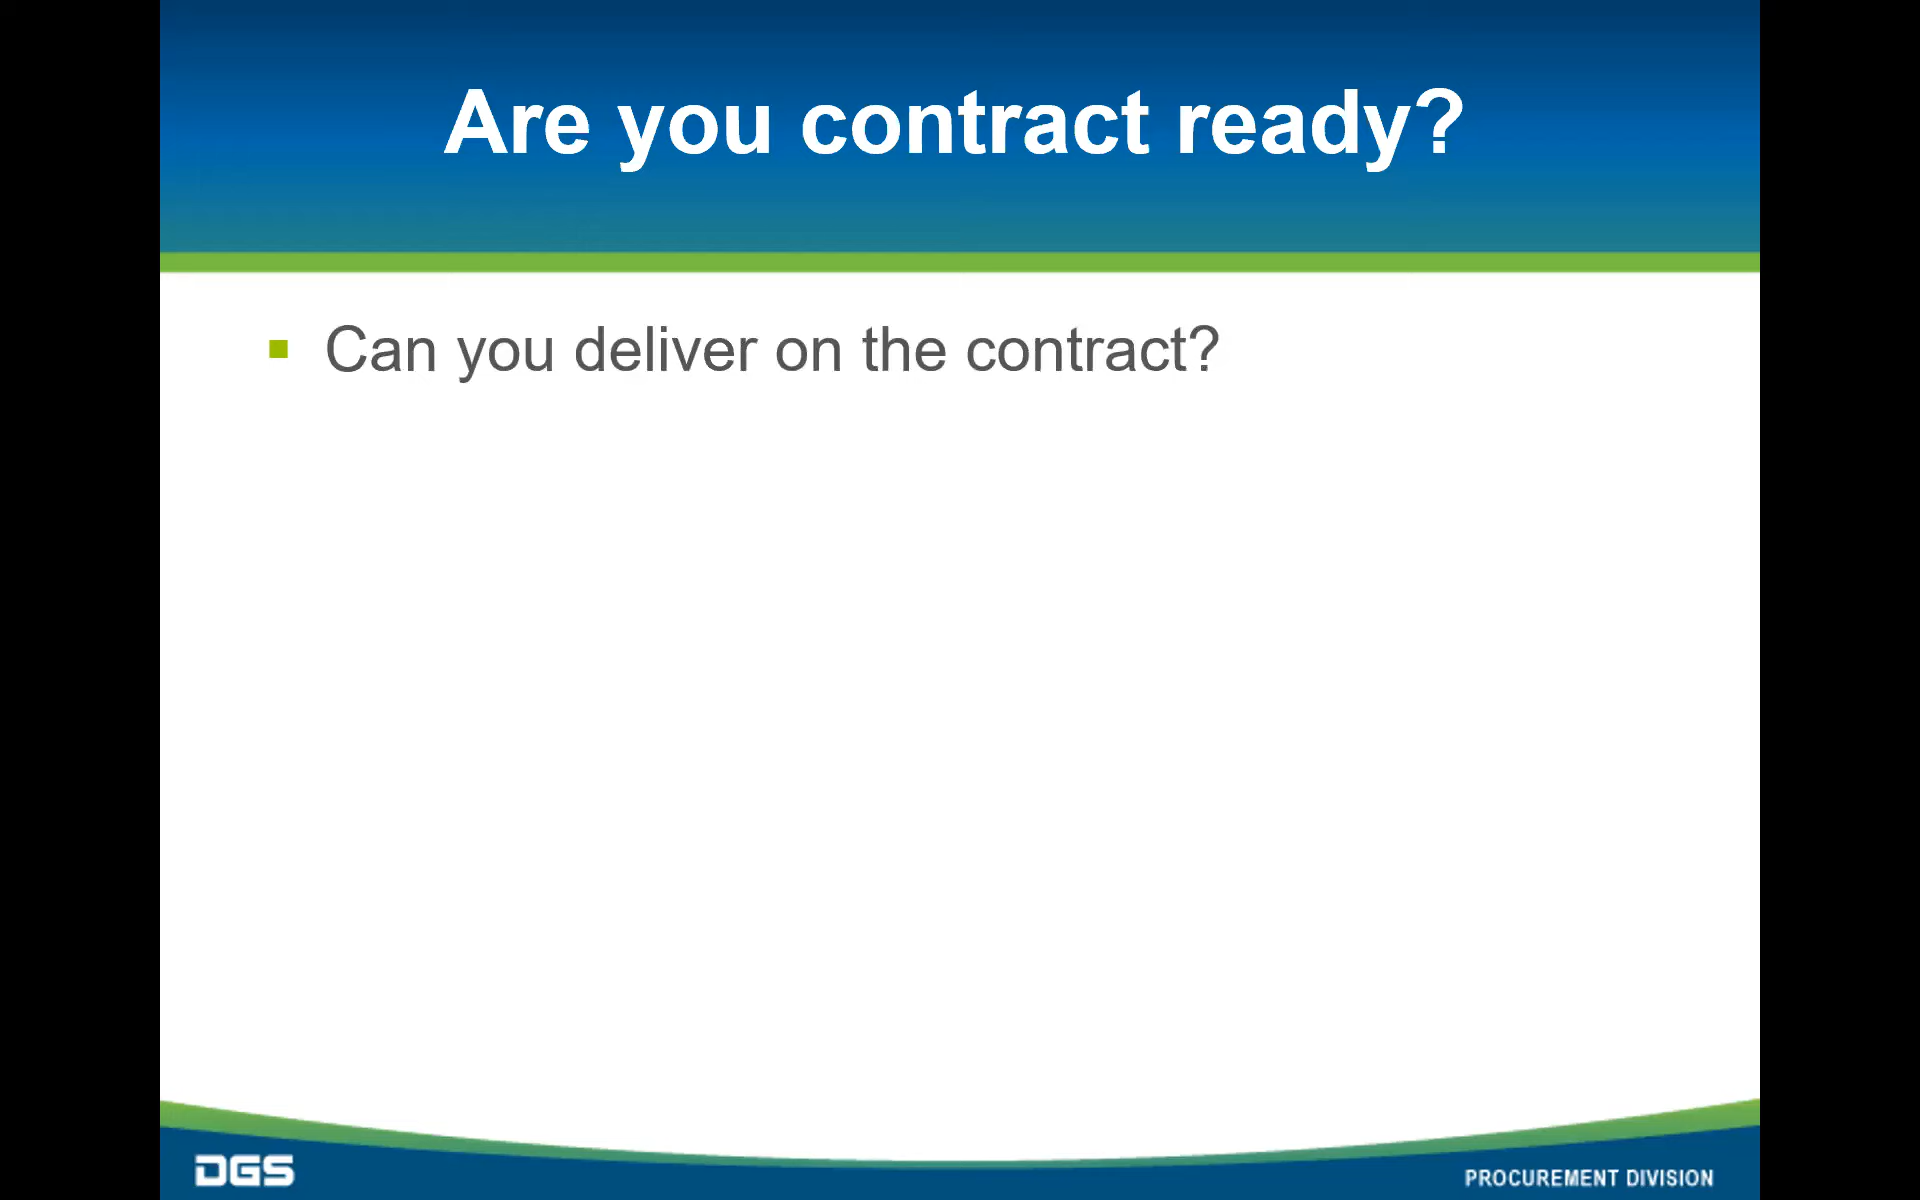 Are you contract ready?
Can you deliver on the contract?
DGS
PROCUREMENT DIVISION